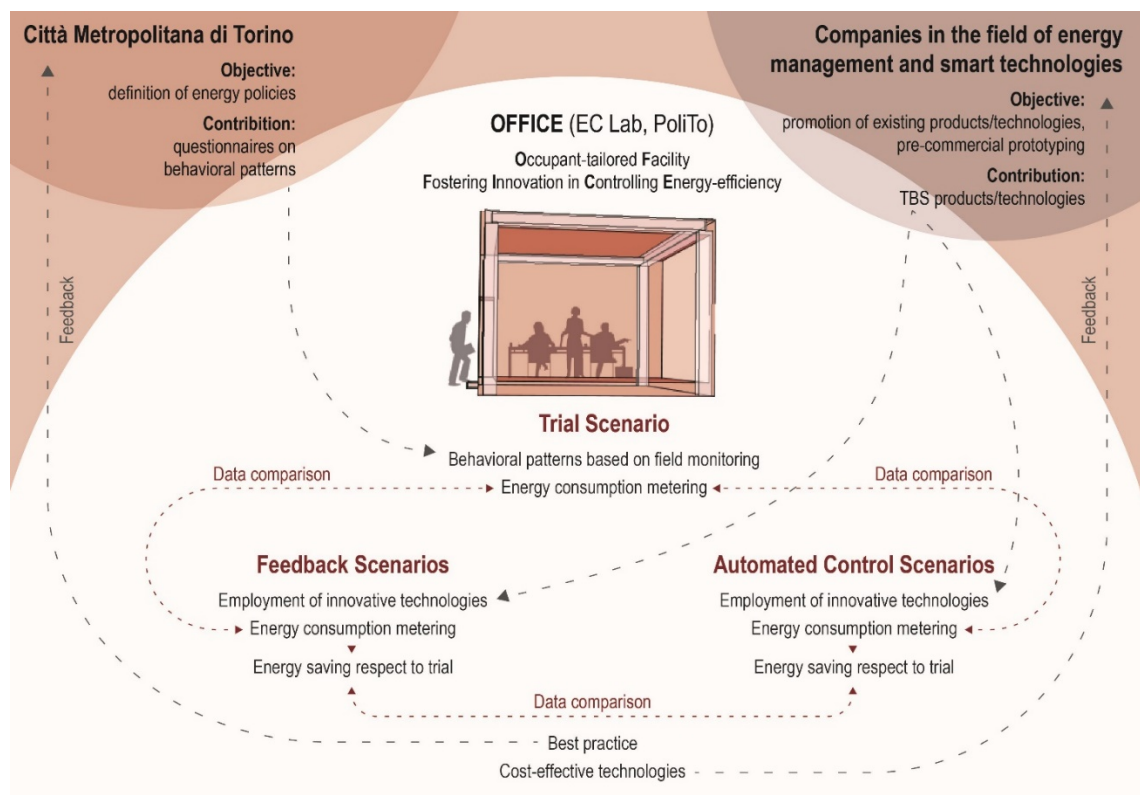 Città Metropolitana di Torino
Objective:
definition of energy policies
Contribition:
questionnaires on
behavioral patterns
Companies in the field of energy
management and smart technologies
Objective:
promotion of existing products/technologies,
pre-commercial prototyping
Contribution:
TBS products/technologies
OFFICE (EC Lab, PoliTo)
Occupant-tailored Facility
Fostering Innovation in Controlling Energy-efficiency
Feedback
Feedback
Trial Scenario
Behavioral patterns based on field monitoring
Data comparison
Energy consumption metering
Data comparison
Feedback Scenarios
Employment of innovative technologies
Energy consumption metering
Energy saving respect to trial
Automated Control Scenarios
Employment of innovative technologies
Energy consumption metering
Energy saving respect to trial
Data comparison
Best practice
Cost-effective technologies